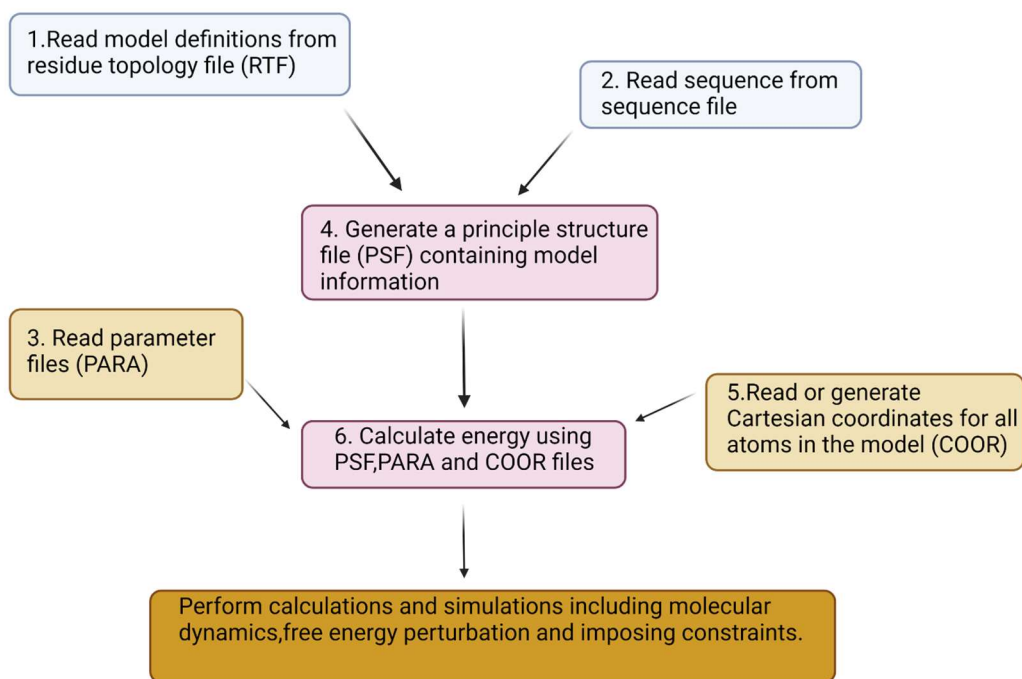 1.Read model definitions from
residue topology file (RTF)
2. Read sequence from
sequence file
4. Generate a principle structure
file (PSF) containing model
information
3. Read parameter
files (PARA)
5.Read or generate
Cartesian coordinates for all
atoms in the model (COOR)
6. Calculate energy using
PSF,PARA and COOR files
Perform calculations and simulations including molecular
dynamics,free energy perturbation and imposing constraints.